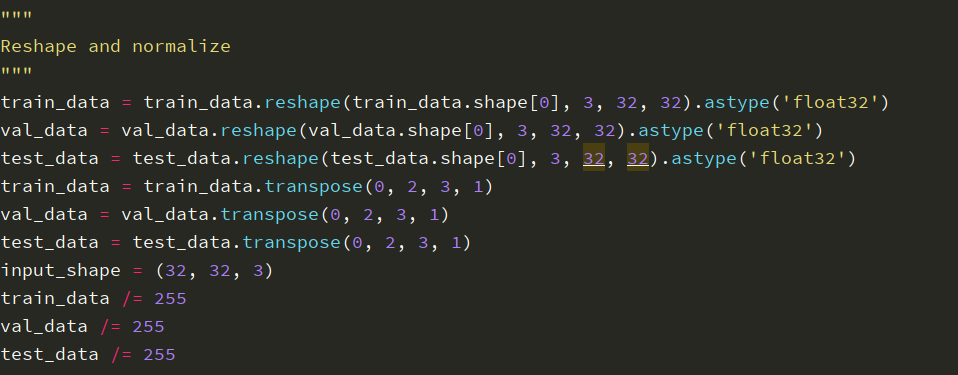 """
Reshape and normalize
"""
train_data = train_data.reshape(train_data.shape[0], 3, 32, 32).astype('float32')
val_data = val_data.reshape(val_data.shape[0], 3, 32, 32).astype('float32')
test_data = test_data.reshape(test_data.shape[0], 3, 32, 32).astype('float32')
train_data = train_data.transpose(0, 2, 3, 1)
val_data = val_data.transpose(0, 2, 3, 1)
test_data = test_data.transpose(0, 2, 3, 1)
input_shape = (32, 32, 3)
train_data /= 255
val_data /= 255
test_data /= 255